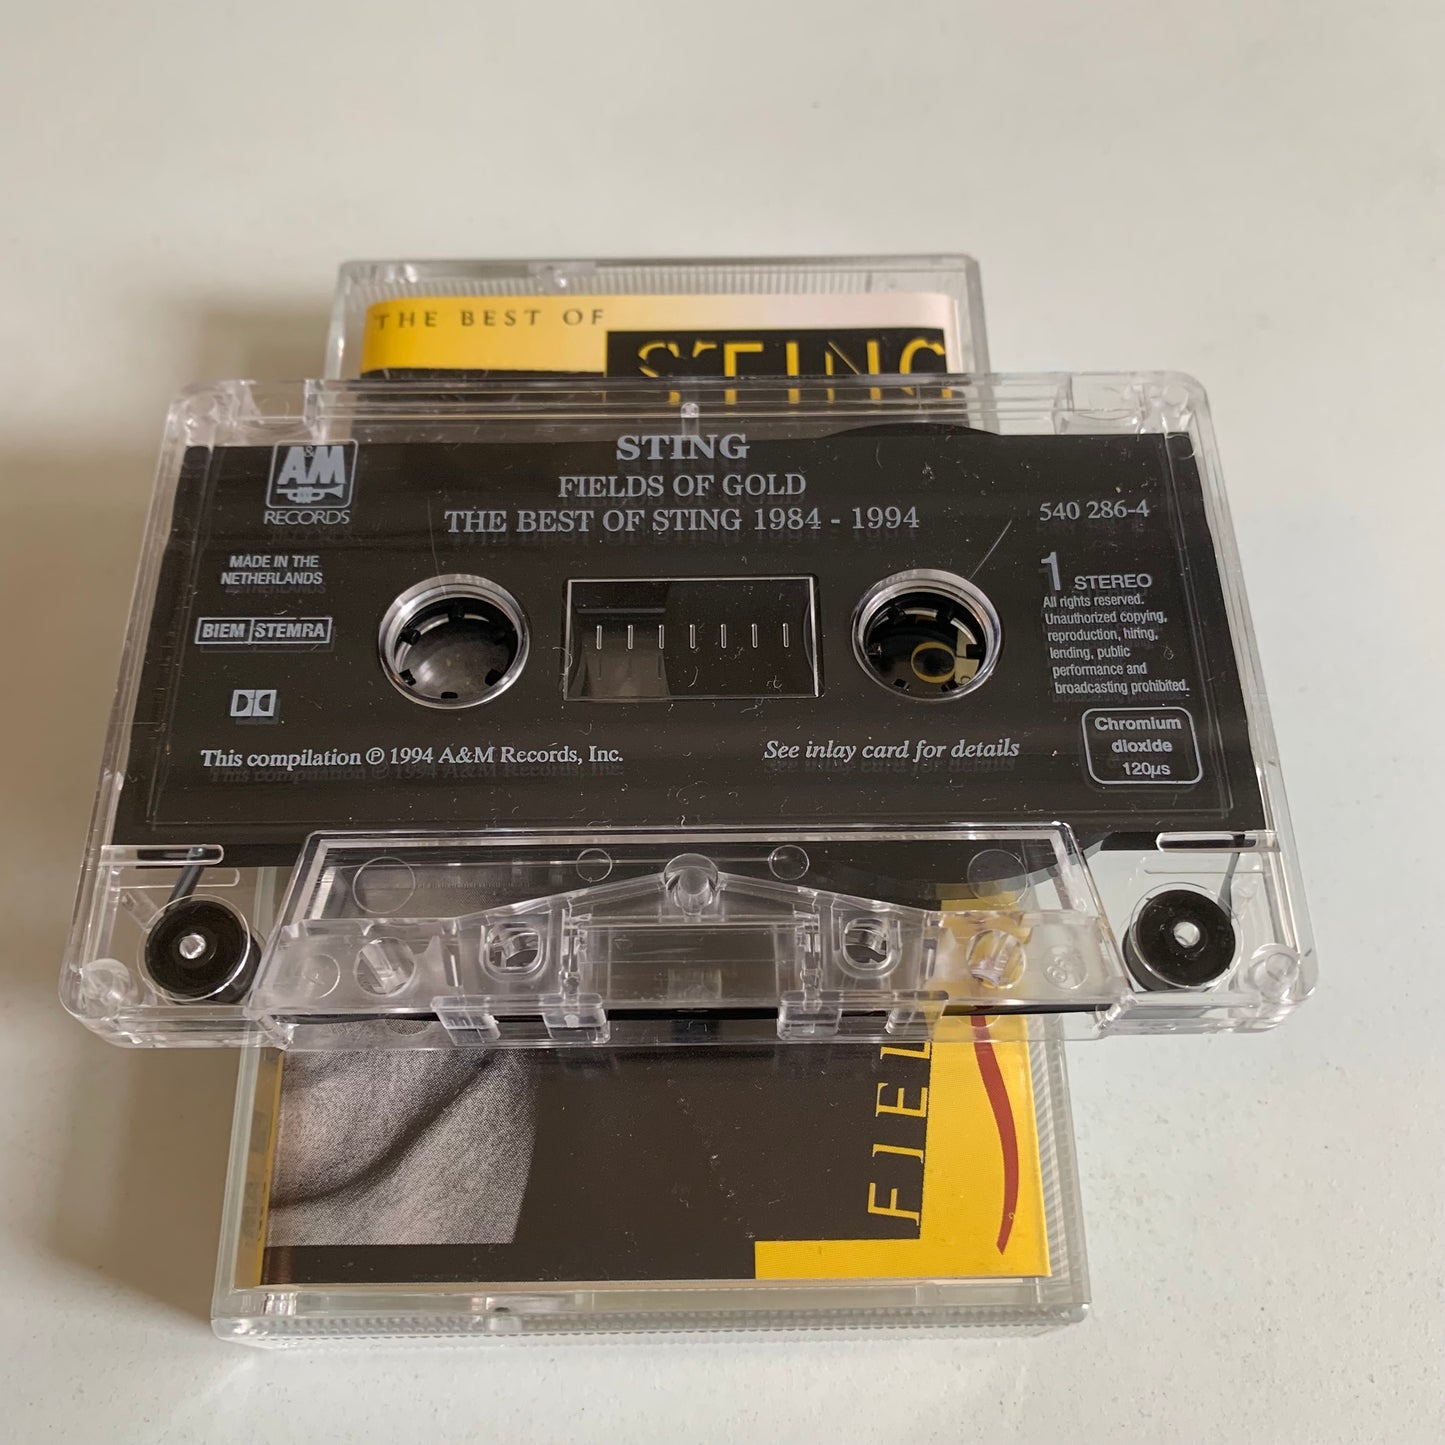 THE BEST OF
STING
A&M
RECORDS
STING
FIELDS OF GOLD
THE BEST OF STING 1984 - 1994
540 286-4
MADE IN THE
NETHERLANDS
BIEM STEMRA
1 STEREO
All rights reserved.
Unauthorized copying,
reproduction, hiring,
lending, public
performance and
broadcasting prohibited.
Chromium
dioxide
120µs
This compilation ℗ 1994 A&M Records, Inc.
See inlay card for details
FIEL